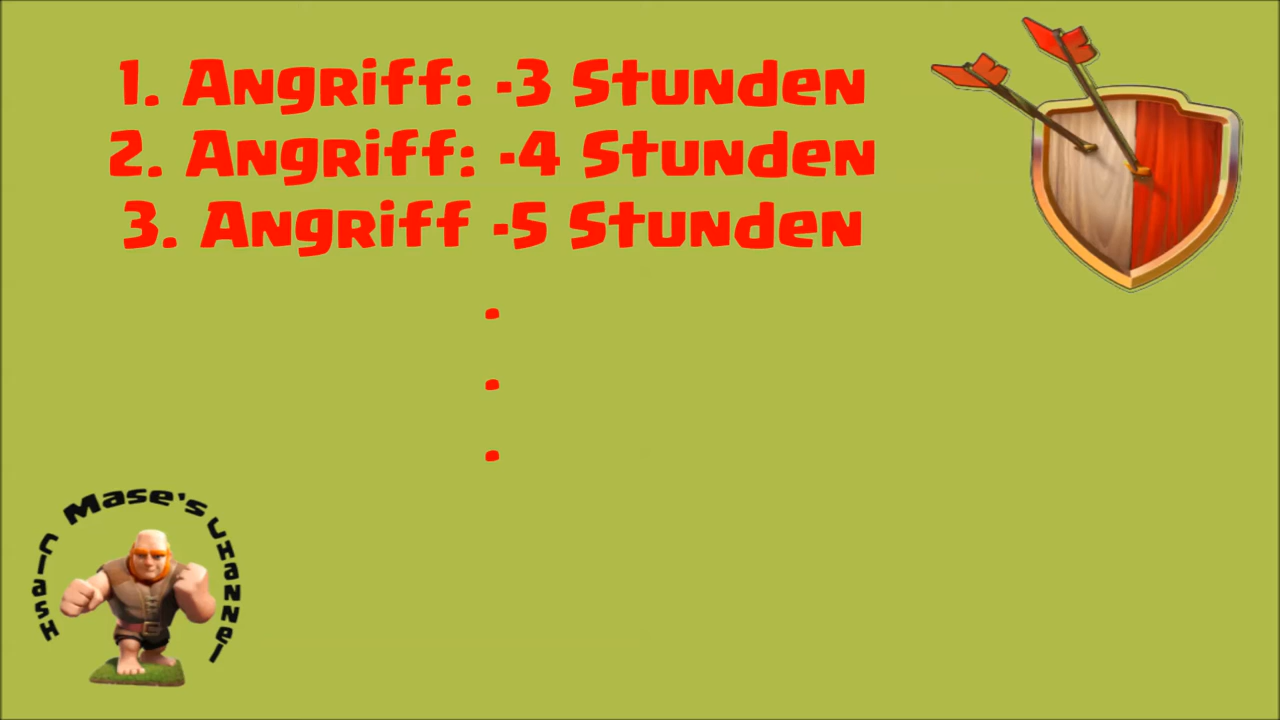 1. Angriff: -3 Stunden
2. Angriff: -4 Stunden
3. Angriff -5 Stunden
.
.
.
Mase's
Clash
Channel